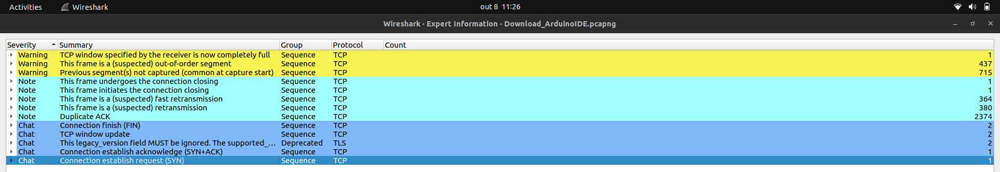 Activities Wireshark out 8 11:26
Wireshark · Expert Information · Download_ArduinoIDE.pcapng
Severity Summary Group Protocol Count
Warning TCP window specified by the receiver is now completely full Sequence TCP 1
Warning This frame is a (suspected) out-of-order segment Sequence TCP 437
Warning Previous segment(s) not captured (common at capture start) Sequence TCP 715
Note This frame undergoes the connection closing Sequence TCP 1
Note This frame initiates the connection closing Sequence TCP 1
Note This frame is a (suspected) fast retransmission Sequence TCP 364
Note This frame is a (suspected) retransmission Sequence TCP 380
Note Duplicate ACK Sequence TCP 2374
Chat Connection finish (FIN) Sequence TCP 2
Chat TCP window update Sequence TCP 2
Chat This legacy_version field MUST be ignored. The supported_... Deprecated TLS 2
Chat Connection establish acknowledge (SYN+ACK) Sequence TCP 1
Chat Connection establish request (SYN) Sequence TCP 1